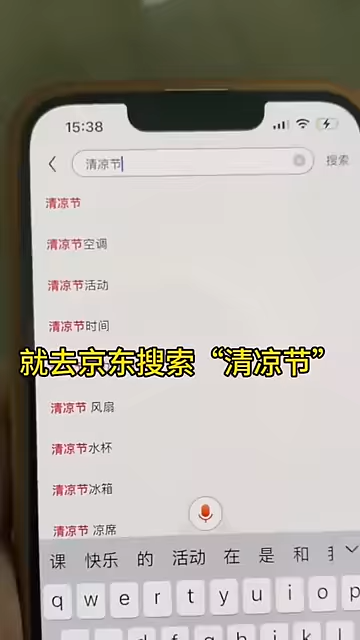 15:38
清凉节
搜索
清凉节
清凉节空调
清凉节活动
清凉节时间
就去京东搜索“清凉节”
清凉节 风扇
清凉节水杯
清凉节冰箱
清凉节 凉席
课 快乐 的 活动 在 是 和
q w e r t y u i o p
d f g h j k l